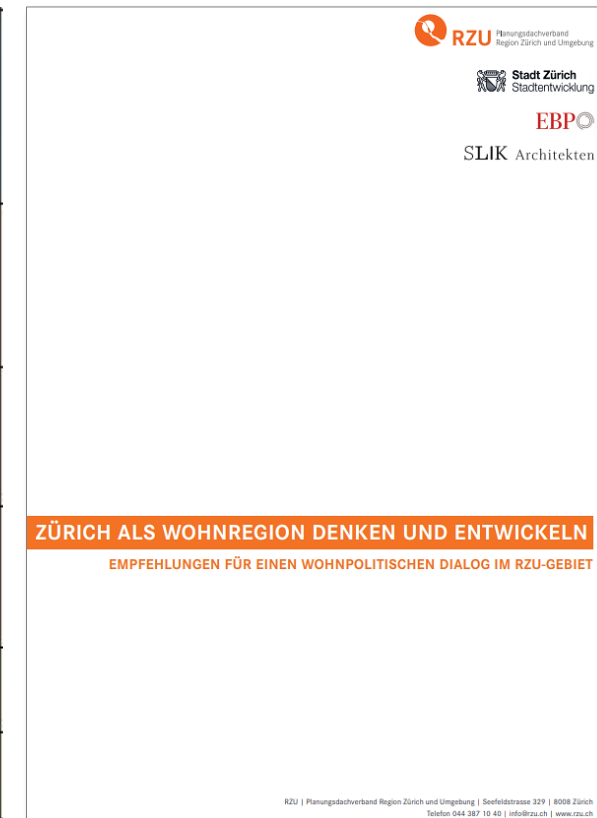 RZU Planungsdachverband
Region Zürich und Umgebung
Stadt Zürich
Stadtentwicklung
EBP
SLIK Architekten
ZÜRICH ALS WOHNREGION DENKEN UND ENTWICKELN
EMPFEHLUNGEN FÜR EINEN WOHNPOLITISCHEN DIALOG IM RZU-GEBIET
RZU | Planungsdachverband Region Zürich und Umgebung | Seefeldstrasse 329 | 8008 Zürich
Telefon 044 387 10 40 | info@rzu.ch | www.rzu.ch